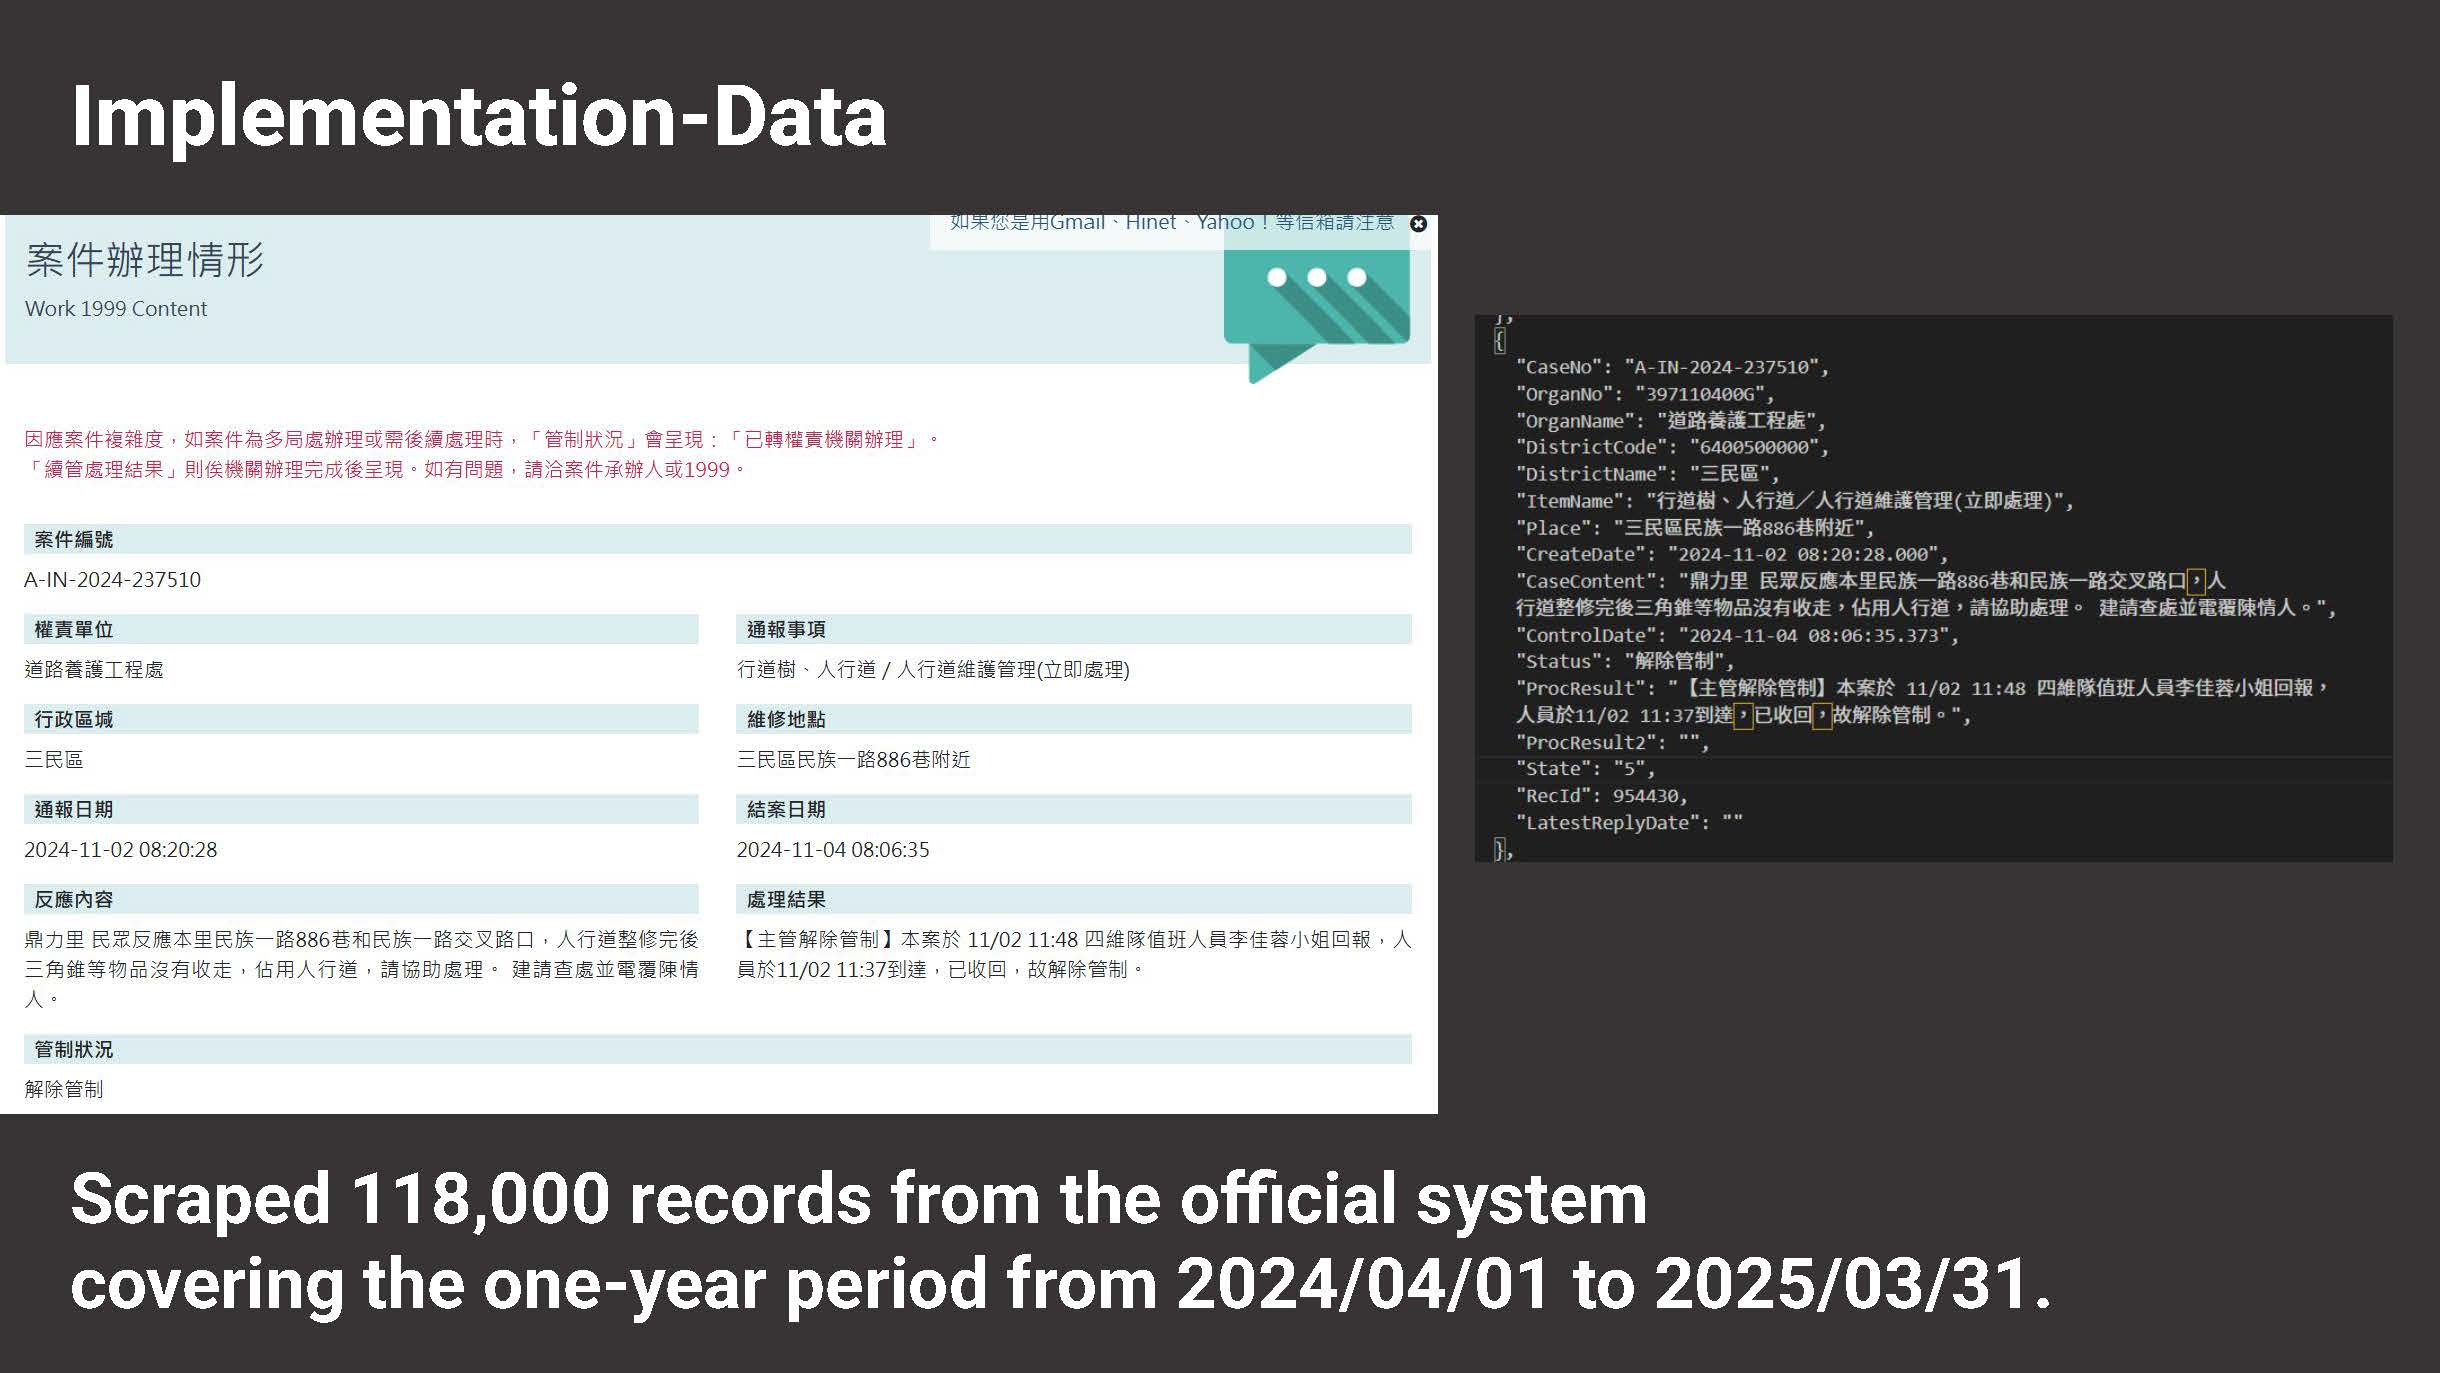 Implementation-Data
如果您是用Gmail、Hinet、Yahoo！等信箱請注意
案件辦理情形
Work 1999 Content
因應案件複雜度，如案件為多局處辦理或需後續處理時，「管制狀況」會呈現：「已轉權責機關辦理」。
「續管處理結果」則俟機關辦理完成後呈現。如有問題，請洽案件承辦人或1999。
案件編號
A-IN-2024-237510
權責單位
道路養護工程處
通報事項
行道樹、人行道 / 人行道維護管理(立即處理)
行政區域
三民區
維修地點
三民區民族一路886巷附近
通報日期
2024-11-02 08:20:28
結案日期
2024-11-04 08:06:35
反應內容
鼎力里 民眾反應本里民族一路886巷和民族一路交叉路口，人行道整修完後
三角錐等物品沒有收走，佔用人行道，請協助處理。 建請查處並電覆陳情
人。
處理結果
【主管解除管制】本案於 11/02 11:48 四維隊值班人員李佳蓉小姐回報，人
員於11/02 11:37到達，已收回，故解除管制。
管制狀況
解除管制
},
{
"CaseNo": "A-IN-2024-237510",
"OrganNo": "397110400G",
"OrganName": "道路養護工程處",
"DistrictCode": "6400500000",
"DistrictName": "三民區",
"ItemName": "行道樹、人行道／人行道維護管理(立即處理)",
"Place": "三民區民族一路886巷附近",
"CreateDate": "2024-11-02 08:20:28.000",
"CaseContent": "鼎力里 民眾反應本里民族一路886巷和民族一路交叉路口，人
行道整修完後三角錐等物品沒有收走，佔用人行道，請協助處理。 建請查處並電覆陳情人。",
"ControlDate": "2024-11-04 08:06:35.373",
"Status": "解除管制",
"ProcResult": "【主管解除管制】本案於 11/02 11:48 四維隊值班人員李佳蓉小姐回報，
人員於11/02 11:37到達，已收回，故解除管制。",
"ProcResult2": "",
"State": "5",
"RecId": 954430,
"LatestReplyDate": ""
},
Scraped 118,000 records from the official system
covering the one-year period from 2024/04/01 to 2025/03/31.